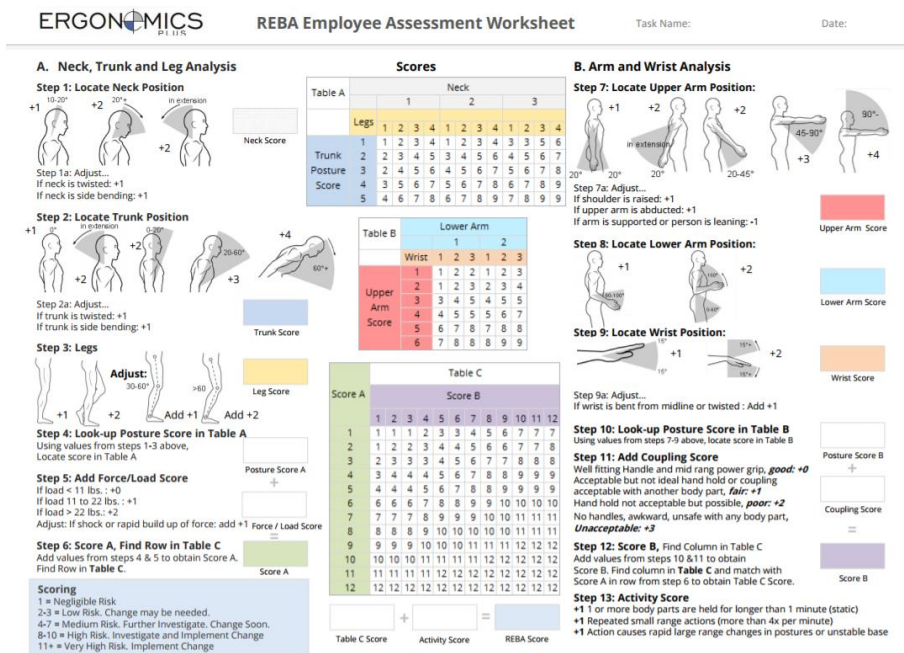 ERGONOMICS
PLUS
REBA Employee Assessment Worksheet
Task Name:
Date:
A. Neck, Trunk and Leg Analysis
Step 1: Locate Neck Position
+1 10-20° +2 20°+ in extension
+2
Neck Score
Step 1a: Adjust...
If neck is twisted: +1
If neck is side bending: +1
Step 2: Locate Trunk Position
+1 0° in extension 0-20° +4
+2 +2 20-60° +3 60°+
Step 2a: Adjust...
If trunk is twisted: +1
If trunk is side bending: +1
Trunk Score
Step 3: Legs
Adjust:
30-60° >60
+1 +2 Add +1 Add +2
Leg Score
Step 4: Look-up Posture Score in Table A
Using values from steps 1-3 above,
Locate score in Table A
Posture Score A
+
Step 5: Add Force/Load Score
If load < 11 lbs. : +0
If load 11 to 22 lbs. : +1
If load > 22 lbs.: +2
Adjust: If shock or rapid build up of force: add +1
Force / Load Score
=
Step 6: Score A, Find Row in Table C
Add values from steps 4 & 5 to obtain Score A.
Find Row in Table C.
Score A
Scoring
1 = Negligible Risk
2-3 = Low Risk. Change may be needed.
4-7 = Medium Risk. Further Investigate. Change Soon.
8-10 = High Risk. Investigate and Implement Change
11+ = Very High Risk. Implement Change
Scores
Table A
Neck
1 2 3
Legs
1 2 3 4 1 2 3 4 1 2 3 4
Trunk Posture Score
1 1 2 3 4 1 2 3 4 3 3 5 6
2 2 3 4 5 3 4 5 6 4 5 6 7
3 2 4 5 6 4 5 6 7 5 6 7 8
4 3 5 6 7 5 6 7 8 6 7 8 9
5 4 6 7 8 6 7 8 9 7 8 9 9
Table B
Lower Arm
1 2
Wrist 1 2 3 1 2 3
Upper Arm Score
1 1 2 2 1 2 3
2 1 2 3 2 3 4
3 3 4 5 4 5 5
4 4 5 5 5 6 7
5 6 7 8 7 8 8
6 7 8 8 8 9 9
Table C
Score A
Score B
1 2 3 4 5 6 7 8 9 10 11 12
1 1 1 1 2 3 3 4 5 6 7 7 7
2 1 2 2 3 4 4 5 6 6 7 7 8
3 2 3 3 3 4 5 6 7 7 8 8 8
4 3 4 4 4 5 6 7 8 8 9 9 9
5 4 4 4 5 6 7 8 8 9 9 9 9
6 6 6 6 7 8 8 9 9 10 10 10 10
7 7 7 7 8 9 9 9 10 10 11 11 11
8 8 8 8 9 10 10 10 10 10 11 11 11
9 9 9 9 10 10 10 11 11 11 12 12 12
10 10 10 10 11 11 11 11 12 12 12 12 12
11 11 11 11 11 12 12 12 12 12 12 12 12
12 12 12 12 12 12 12 12 12 12 12 12 12
Table C Score
+
Activity Score
=
REBA Score
B. Arm and Wrist Analysis
Step 7: Locate Upper Arm Position:
+1 +2 +2 90°-
in extension 45-90°
+3 +4
20° 20° 20° 20-45°
Step 7a: Adjust...
If shoulder is raised: +1
If upper arm is abducted: +1
If arm is supported or person is leaning: -1
Upper Arm Score
Step 8: Locate Lower Arm Position:
+1 +2
60-100° 100°
0-60°
Lower Arm Score
Step 9: Locate Wrist Position:
15° 15°+
+1 +2
15° 15°+
Wrist Score
Step 9a: Adjust...
If wrist is bent from midline or twisted : Add +1
Step 10: Look-up Posture Score in Table B
Using values from steps 7-9 above, locate score in Table B
Posture Score B
+
Step 11: Add Coupling Score
Well fitting Handle and mid rang power grip, good: +0
Acceptable but not ideal hand hold or coupling
acceptable with another body part, fair: +1
Hand hold not acceptable but possible, poor: +2
No handles, awkward, unsafe with any body part,
Unacceptable: +3
Coupling Score
=
Step 12: Score B, Find Column in Table C
Add values from steps 10 &11 to obtain
Score B. Find column in Table C and match with
Score A in row from step 6 to obtain Table C Score.
Score B
Step 13: Activity Score
+1 1 or more body parts are held for longer than 1 minute (static)
+1 Repeated small range actions (more than 4x per minute)
+1 Action causes rapid large range changes in postures or unstable base